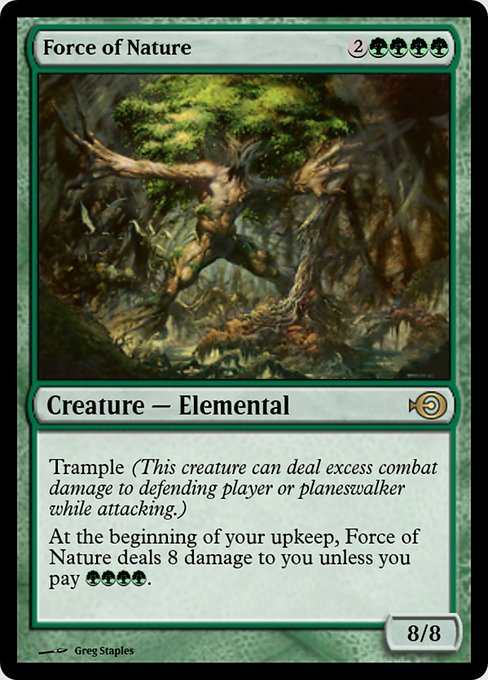 Force of Nature 2
Creature — Elemental
Trample (This creature can deal excess combat
damage to defending player or planeswalker
while attacking.)
At the beginning of your upkeep, Force of
Nature deals 8 damage to you unless you
pay .
8/8
Greg Staples